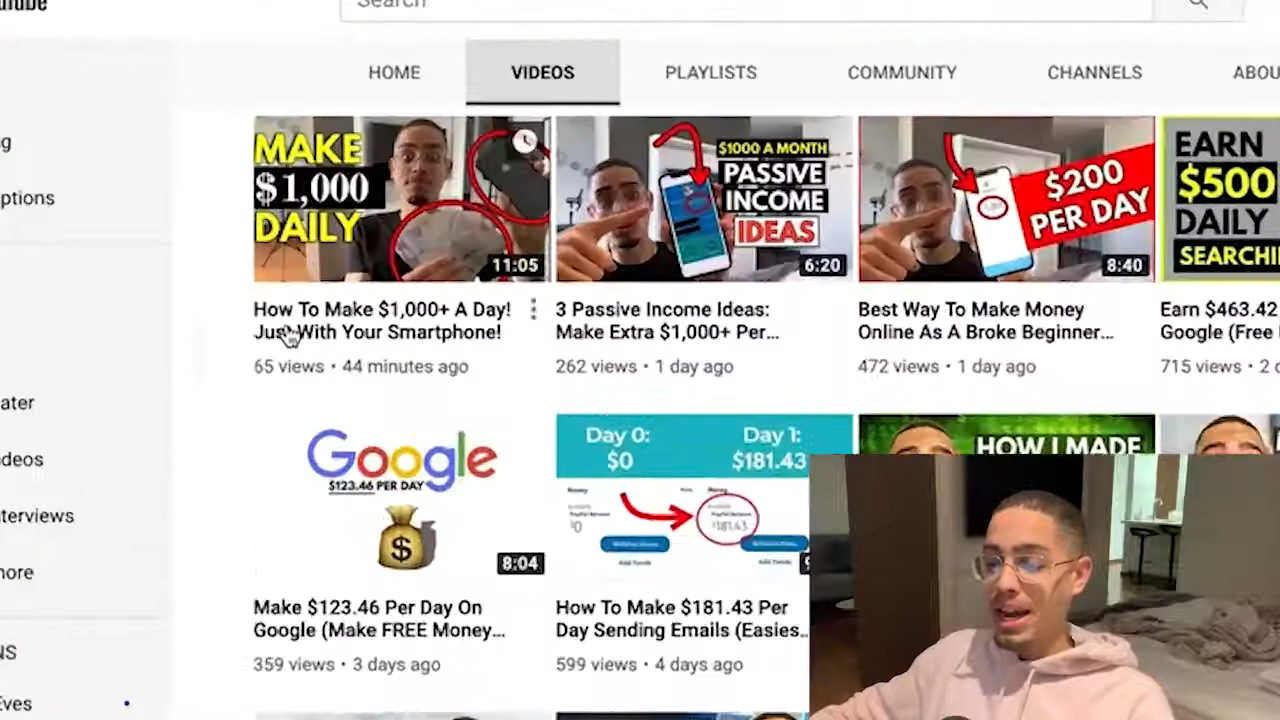 Search
HOME
VIDEOS
PLAYLISTS
COMMUNITY
CHANNELS
ABOU
MAKE
$1,000
DAILY
11:05
$1000 A MONTH
PASSIVE
INCOME
IDEAS
6:20
$200
PER DAY
8:40
EARN
$500
DAILY
SEARCHI
How To Make $1,000+ A Day!
Just With Your Smartphone!
65 views • 44 minutes ago
3 Passive Income Ideas:
Make Extra $1,000+ Per...
262 views • 1 day ago
Best Way To Make Money
Online As A Broke Beginner...
472 views • 1 day ago
Earn $463.42
Google (Free
715 views • 2 d
ptions
ater
deos
terviews
nore
NS
Eves
Google
$123.46 PER DAY
$
8:04
Day 0:
$0
Day 1:
$181.43
$181.43
HOW I MADE
Make $123.46 Per Day On
Google (Make FREE Money...
359 views • 3 days ago
How To Make $181.43 Per
Day Sending Emails (Easies...
599 views • 4 days ago